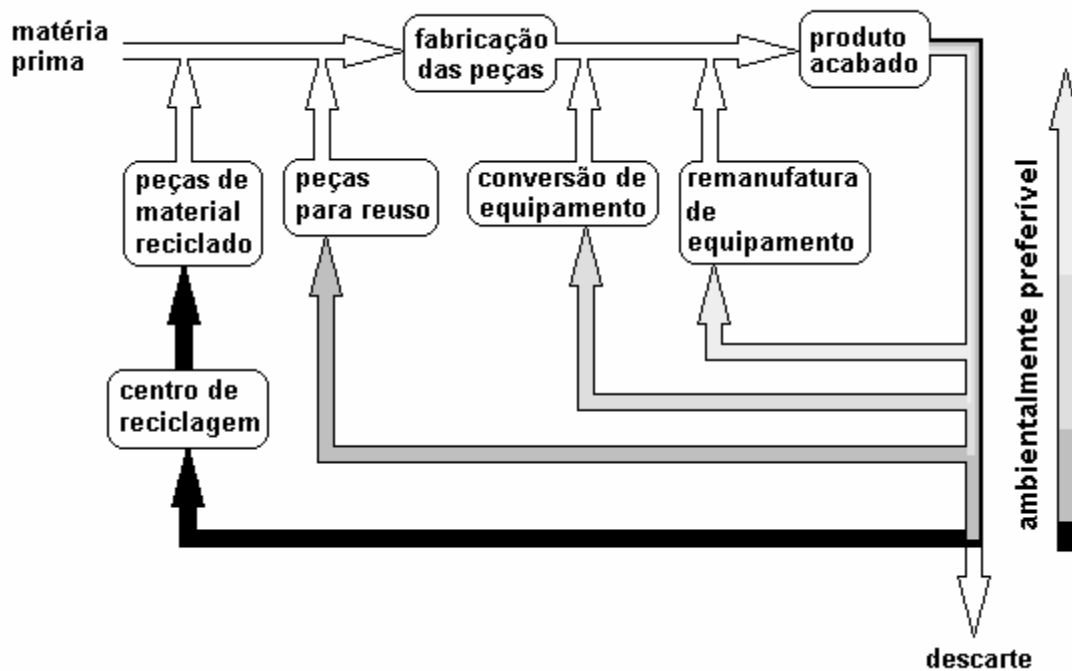 matéria
prima
fabricação
das peças
produto
acabado
peças de
material
reciclado
peças
para reuso
conversão de
equipamento
remanufatura
de
equipamento
centro de
reciclagem
ambientalmente preferível
descarte